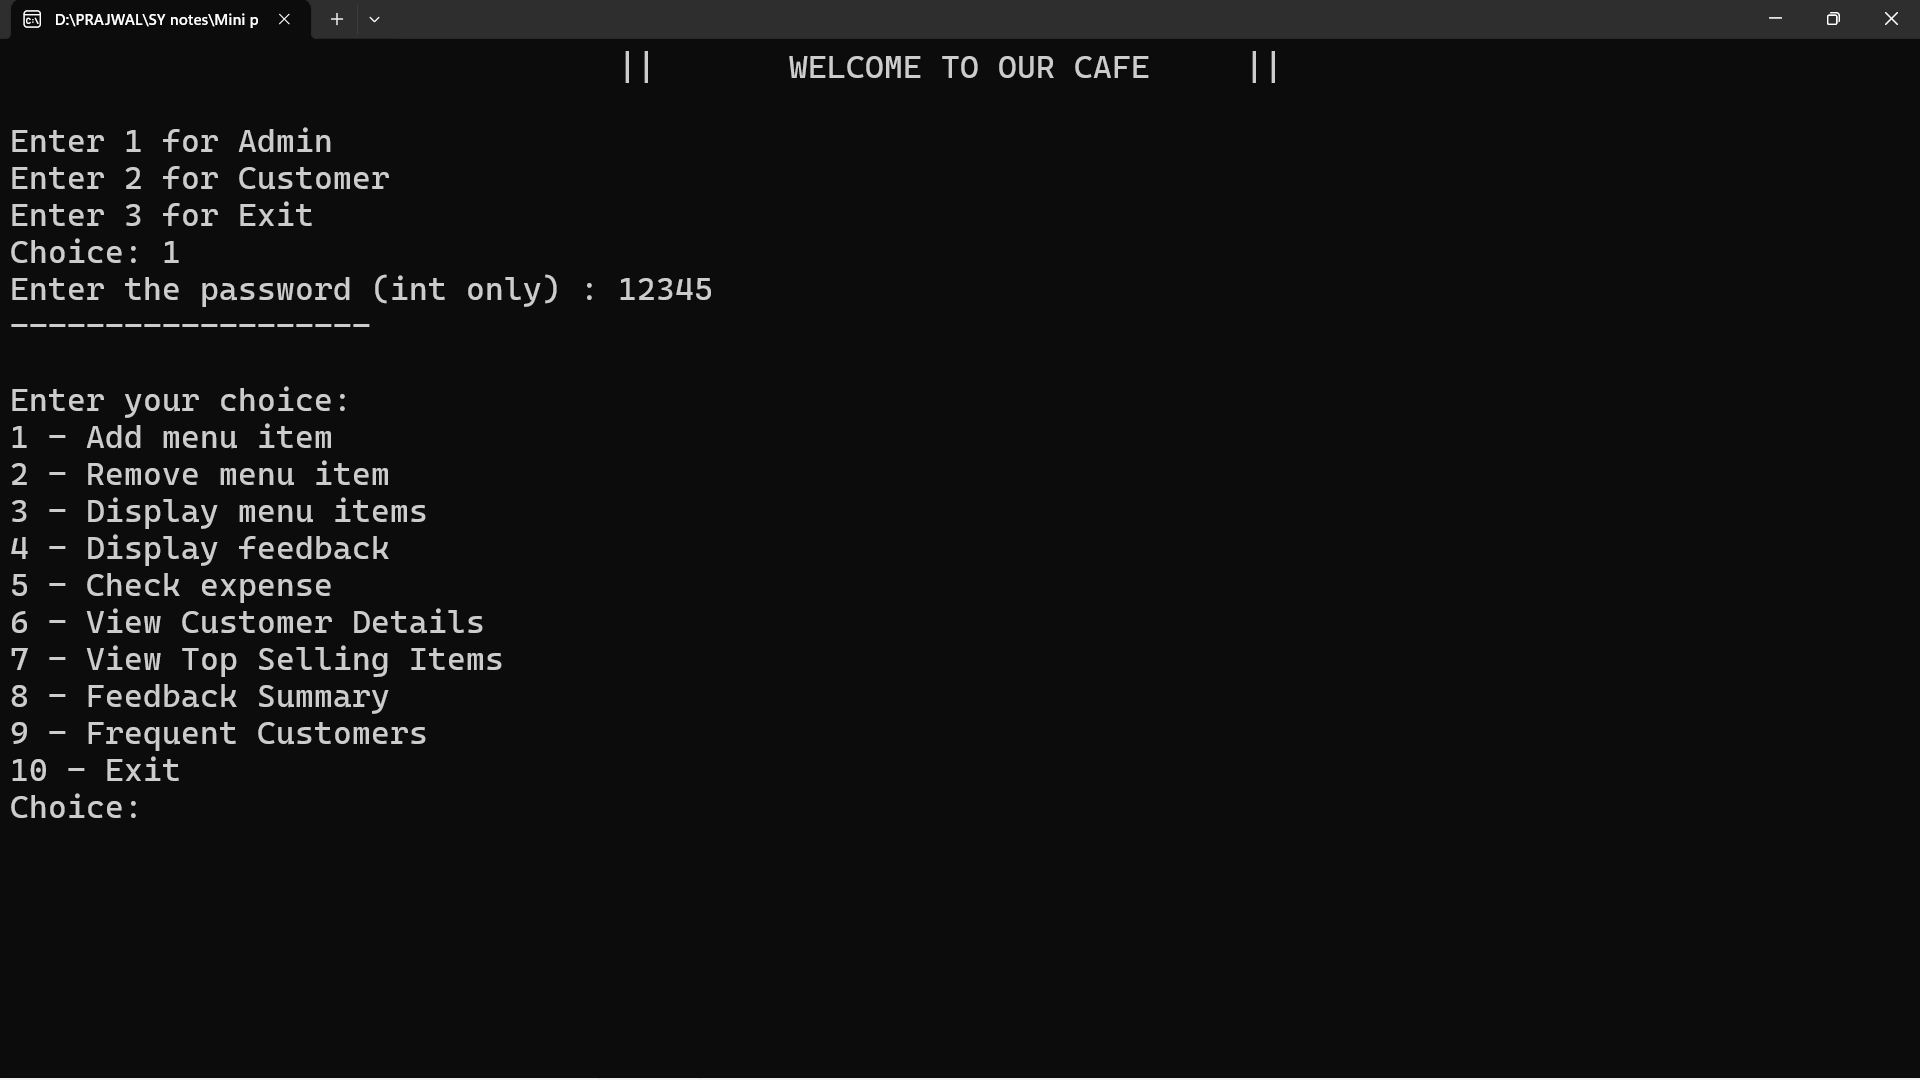 D:\PRAJWAL\SY notes\Mini p
||       WELCOME TO OUR CAFE     ||
Enter 1 for Admin
Enter 2 for Customer
Enter 3 for Exit
Choice: 1
Enter the password (int only) : 12345
-------------------
Enter your choice:
1 - Add menu item
2 - Remove menu item
3 - Display menu items
4 - Display feedback
5 - Check expense
6 - View Customer Details
7 - View Top Selling Items
8 - Feedback Summary
9 - Frequent Customers
10 - Exit
Choice: